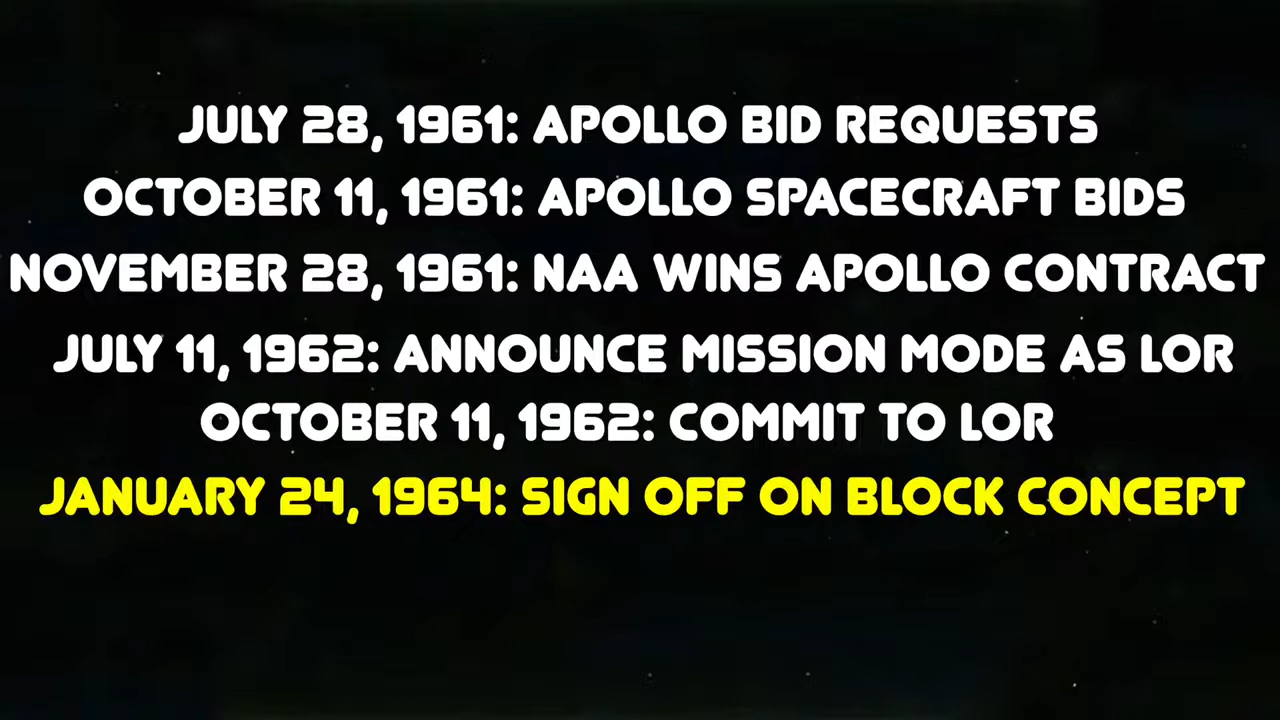 JULY 28, 1961: APOLLO BID REQUESTS
OCTOBER 11, 1961: APOLLO SPACECRAFT BIDS
NOVEMBER 28, 1961: NAA WINS APOLLO CONTRACT
JULY 11, 1962: ANNOUNCE MISSION MODE AS LOR
OCTOBER 11, 1962: COMMIT TO LOR
JANUARY 24, 1964: SIGN OFF ON BLOCK CONCEPT